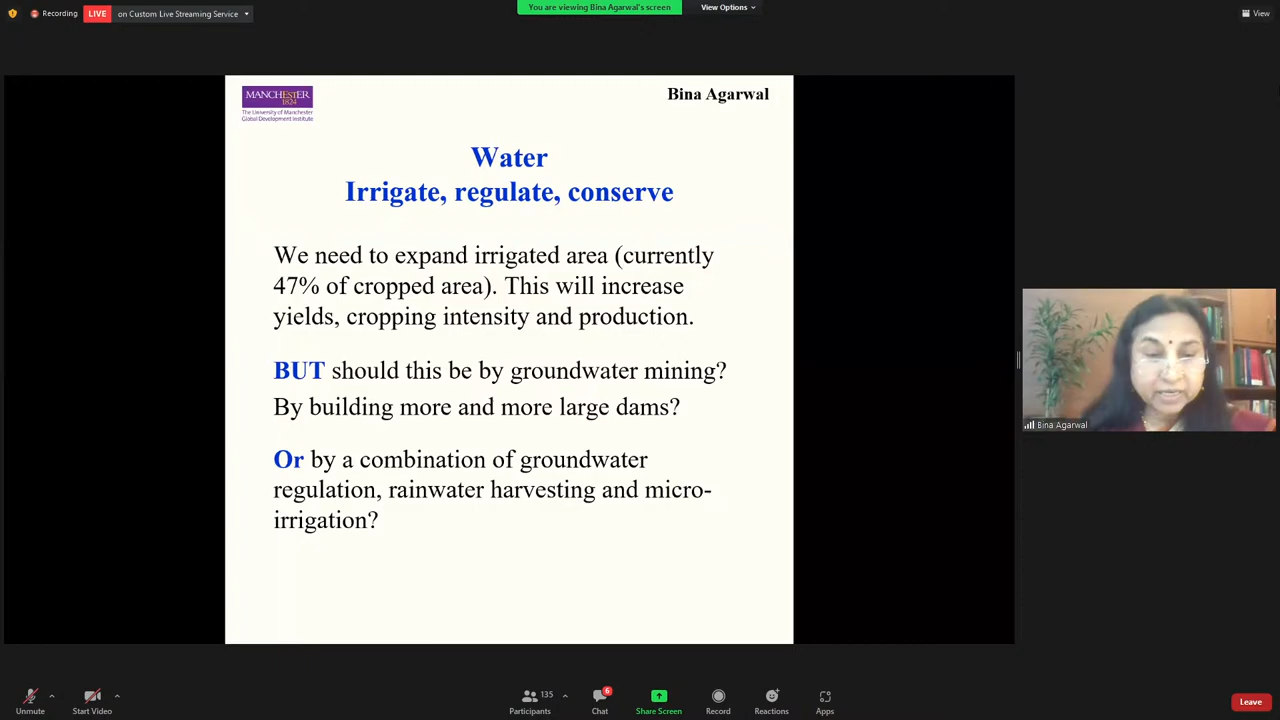 Recording
LIVE
on Custom Live Streaming Service
You are viewing Bina Agarwal's screen
View Options
View
MANCHESTER
1824
The University of Manchester
Global Development Institute
Bina Agarwal
Water
Irrigate, regulate, conserve
We need to expand irrigated area (currently
47% of cropped area). This will increase
yields, cropping intensity and production.
BUT should this be by groundwater mining?
By building more and more large dams?
Or by a combination of groundwater
regulation, rainwater harvesting and micro-
irrigation?
Bina Agarwal
Unmute
Start Video
135
Participants
6
Chat
Share Screen
Record
Reactions
Apps
Leave